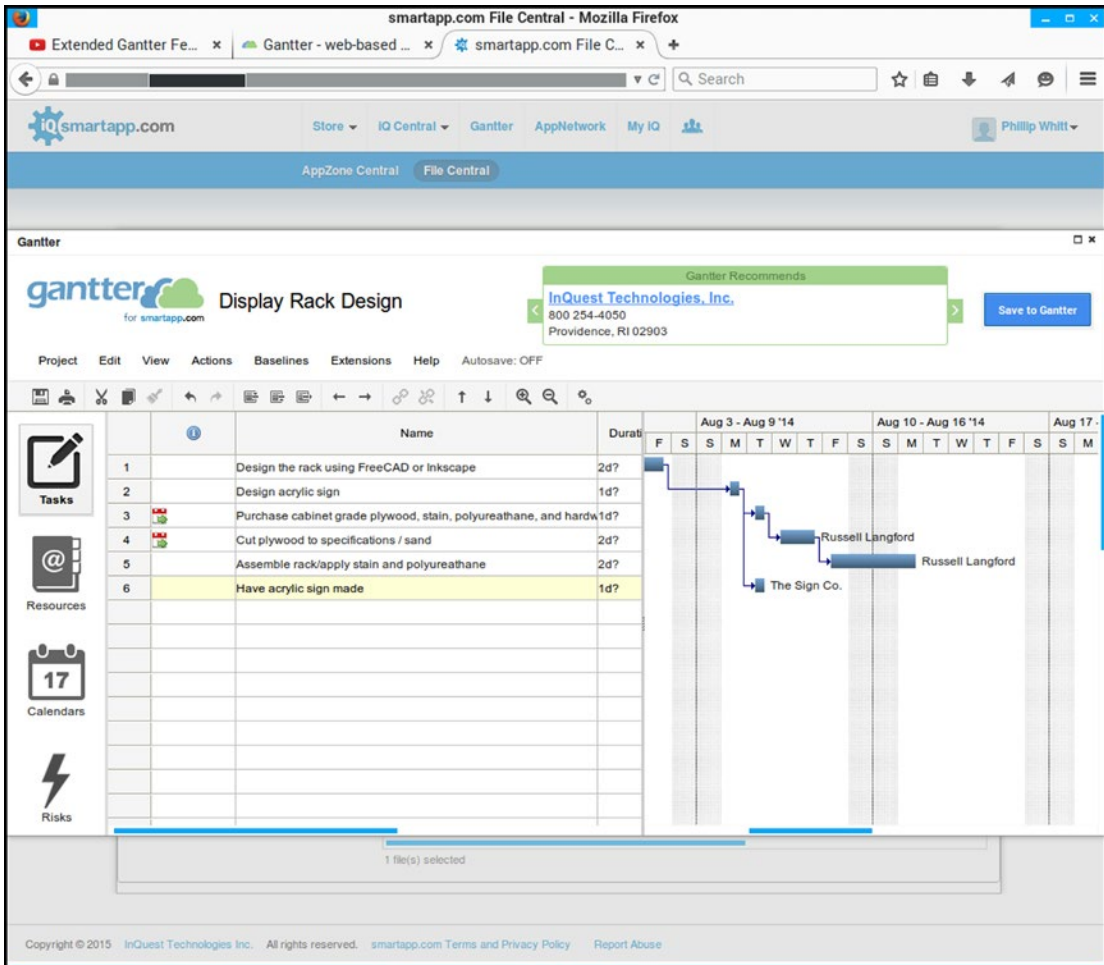 smartapp.com File Central - Mozilla Firefox
Extended Gantter Fe... × Gantter - web-based ... × smartapp.com File C... × +
Search
iQ smartapp.com Store iQ Central Gantter AppNetwork My iQ Phillip Whitt
AppZone Central File Central
Gantter
gantter
for smartapp.com
Display Rack Design
Gantter Recommends
InQuest Technologies, Inc.
800 254-4050
Providence, RI 02903
Save to Gantter
Project Edit View Actions Baselines Extensions Help Autosave: OFF
Name Durati
Aug 3 - Aug 9 '14 Aug 10 - Aug 16 '14 Aug 17 -
F S S M T W T F S S M T W T F S S M
Tasks
1 Design the rack using FreeCAD or Inkscape 2d?
2 Design acrylic sign 1d?
3 Purchase cabinet grade plywood, stain, polyureathane, and hardw 1d?
4 Cut plywood to specifications / sand 2d? Russell Langford
5 Assemble rack/apply stain and polyureathane 2d? Russell Langford
6 Have acrylic sign made 1d? The Sign Co.
@
Resources
17
Calendars
Risks
1 file(s) selected
Copyright © 2015 InQuest Technologies Inc. All rights reserved. smartapp.com Terms and Privacy Policy Report Abuse